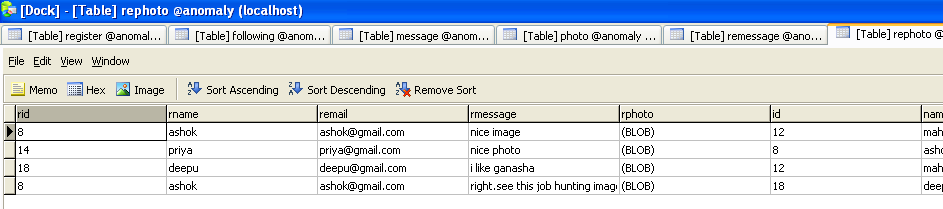 [Dock] - [Table] rephoto @anomaly (localhost)
[Table] register @anomal... [Table] following @anom... [Table] message @anom... [Table] photo @anomaly ... [Table] remessage @ano... [Table] rephoto @
File Edit View Window
Memo Hex Image Sort Ascending Sort Descending Remove Sort
rid rname remail rmessage rphoto id nam
8 ashok ashok@gmail.com nice image (BLOB) 12 mah
14 priya priya@gmail.com nice photo (BLOB) 8 asho
18 deepu deepu@gmail.com i like ganasha (BLOB) 12 mah
8 ashok ashok@gmail.com right.see this job hunting imag (BLOB) 18 deep